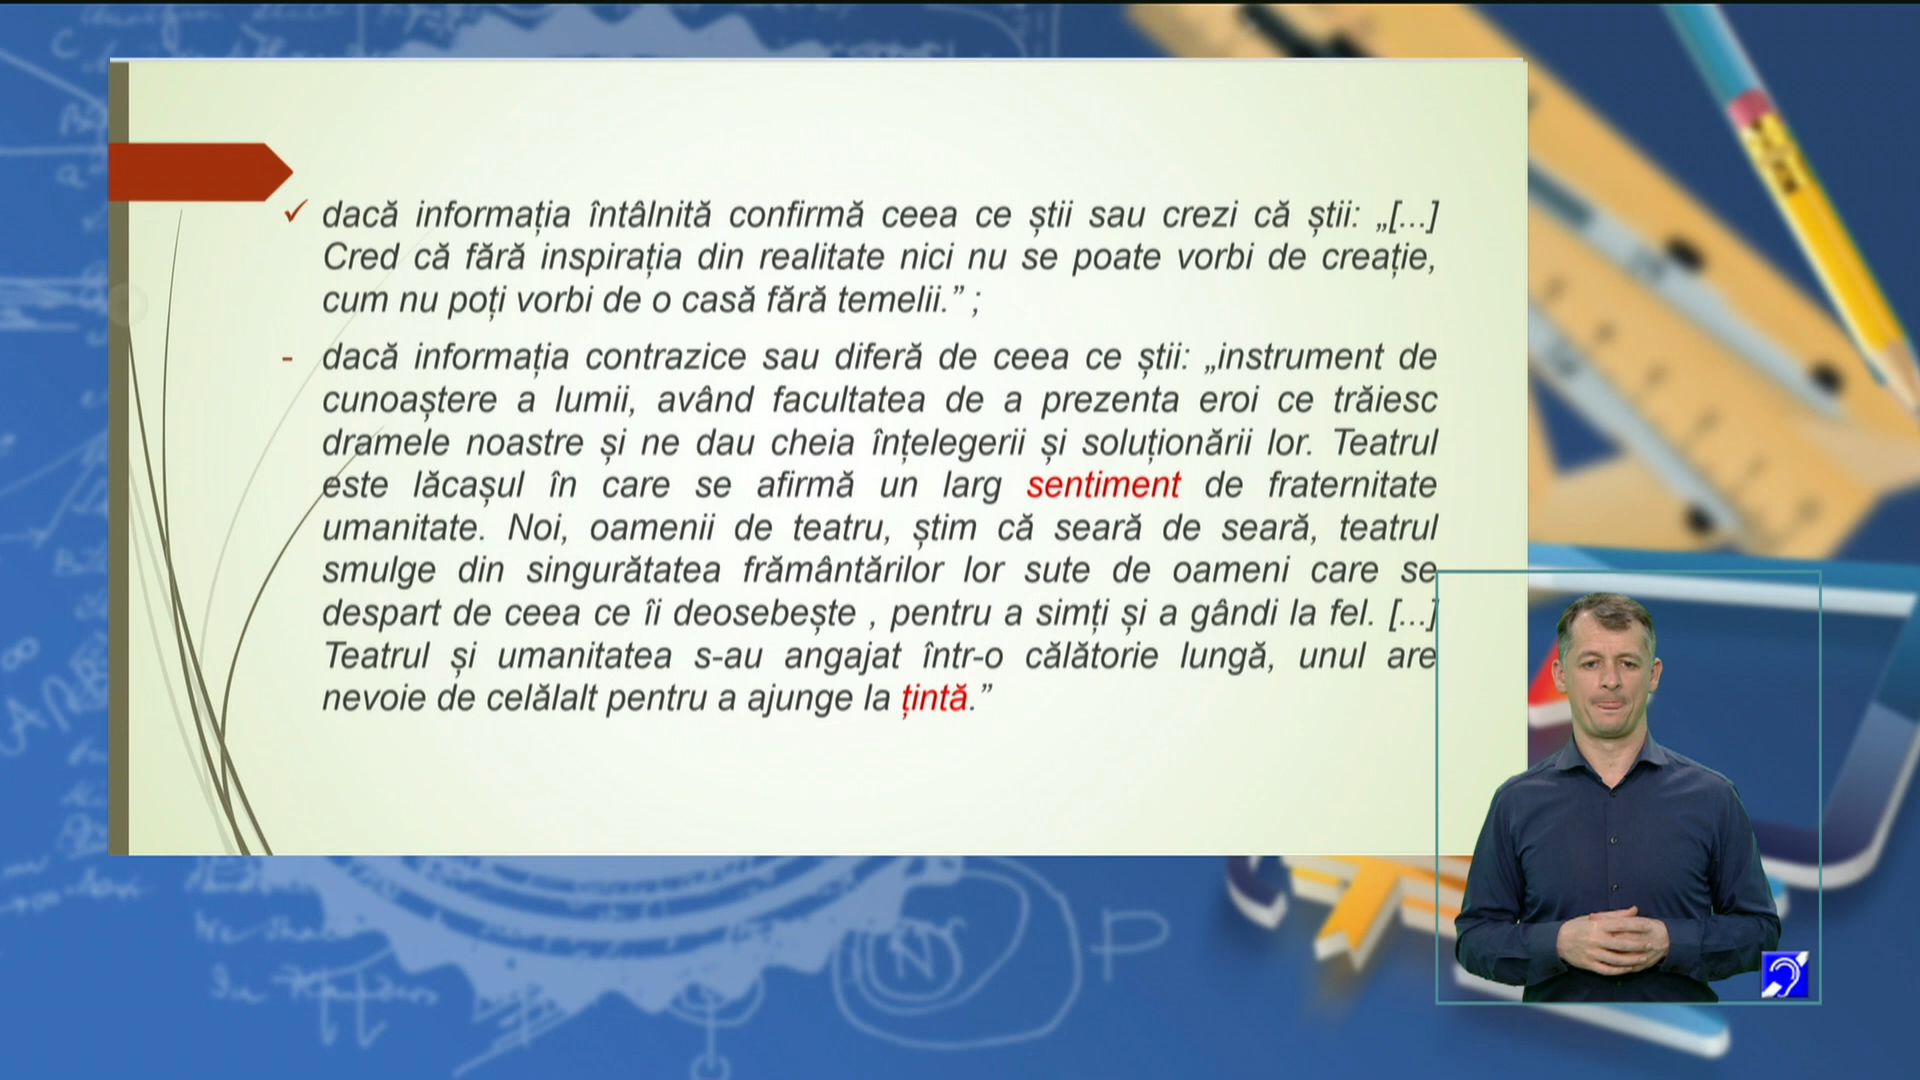 ✓ dacă informația întâlnită confirmă ceea ce știi sau crezi că știi: „[...]
Cred că fără inspirația din realitate nici nu se poate vorbi de creație,
cum nu poți vorbi de o casă fără temelii.” ;
- dacă informația contrazice sau diferă de ceea ce știi: „instrument de
cunoaștere a lumii, având facultatea de a prezenta eroi ce trăiesc
dramele noastre și ne dau cheia înțelegerii și soluționării lor. Teatrul
este lăcașul în care se afirmă un larg sentiment de fraternitate
umanitate. Noi, oamenii de teatru, știm că seară de seară, teatrul
smulge din singurătatea frământărilor lor sute de oameni care se
despart de ceea ce îi deosebește , pentru a simți și a gândi la fel. [...]
Teatrul și umanitatea s-au angajat într-o călătorie lungă, unul are
nevoie de celălalt pentru a ajunge la țintă.”
N
P